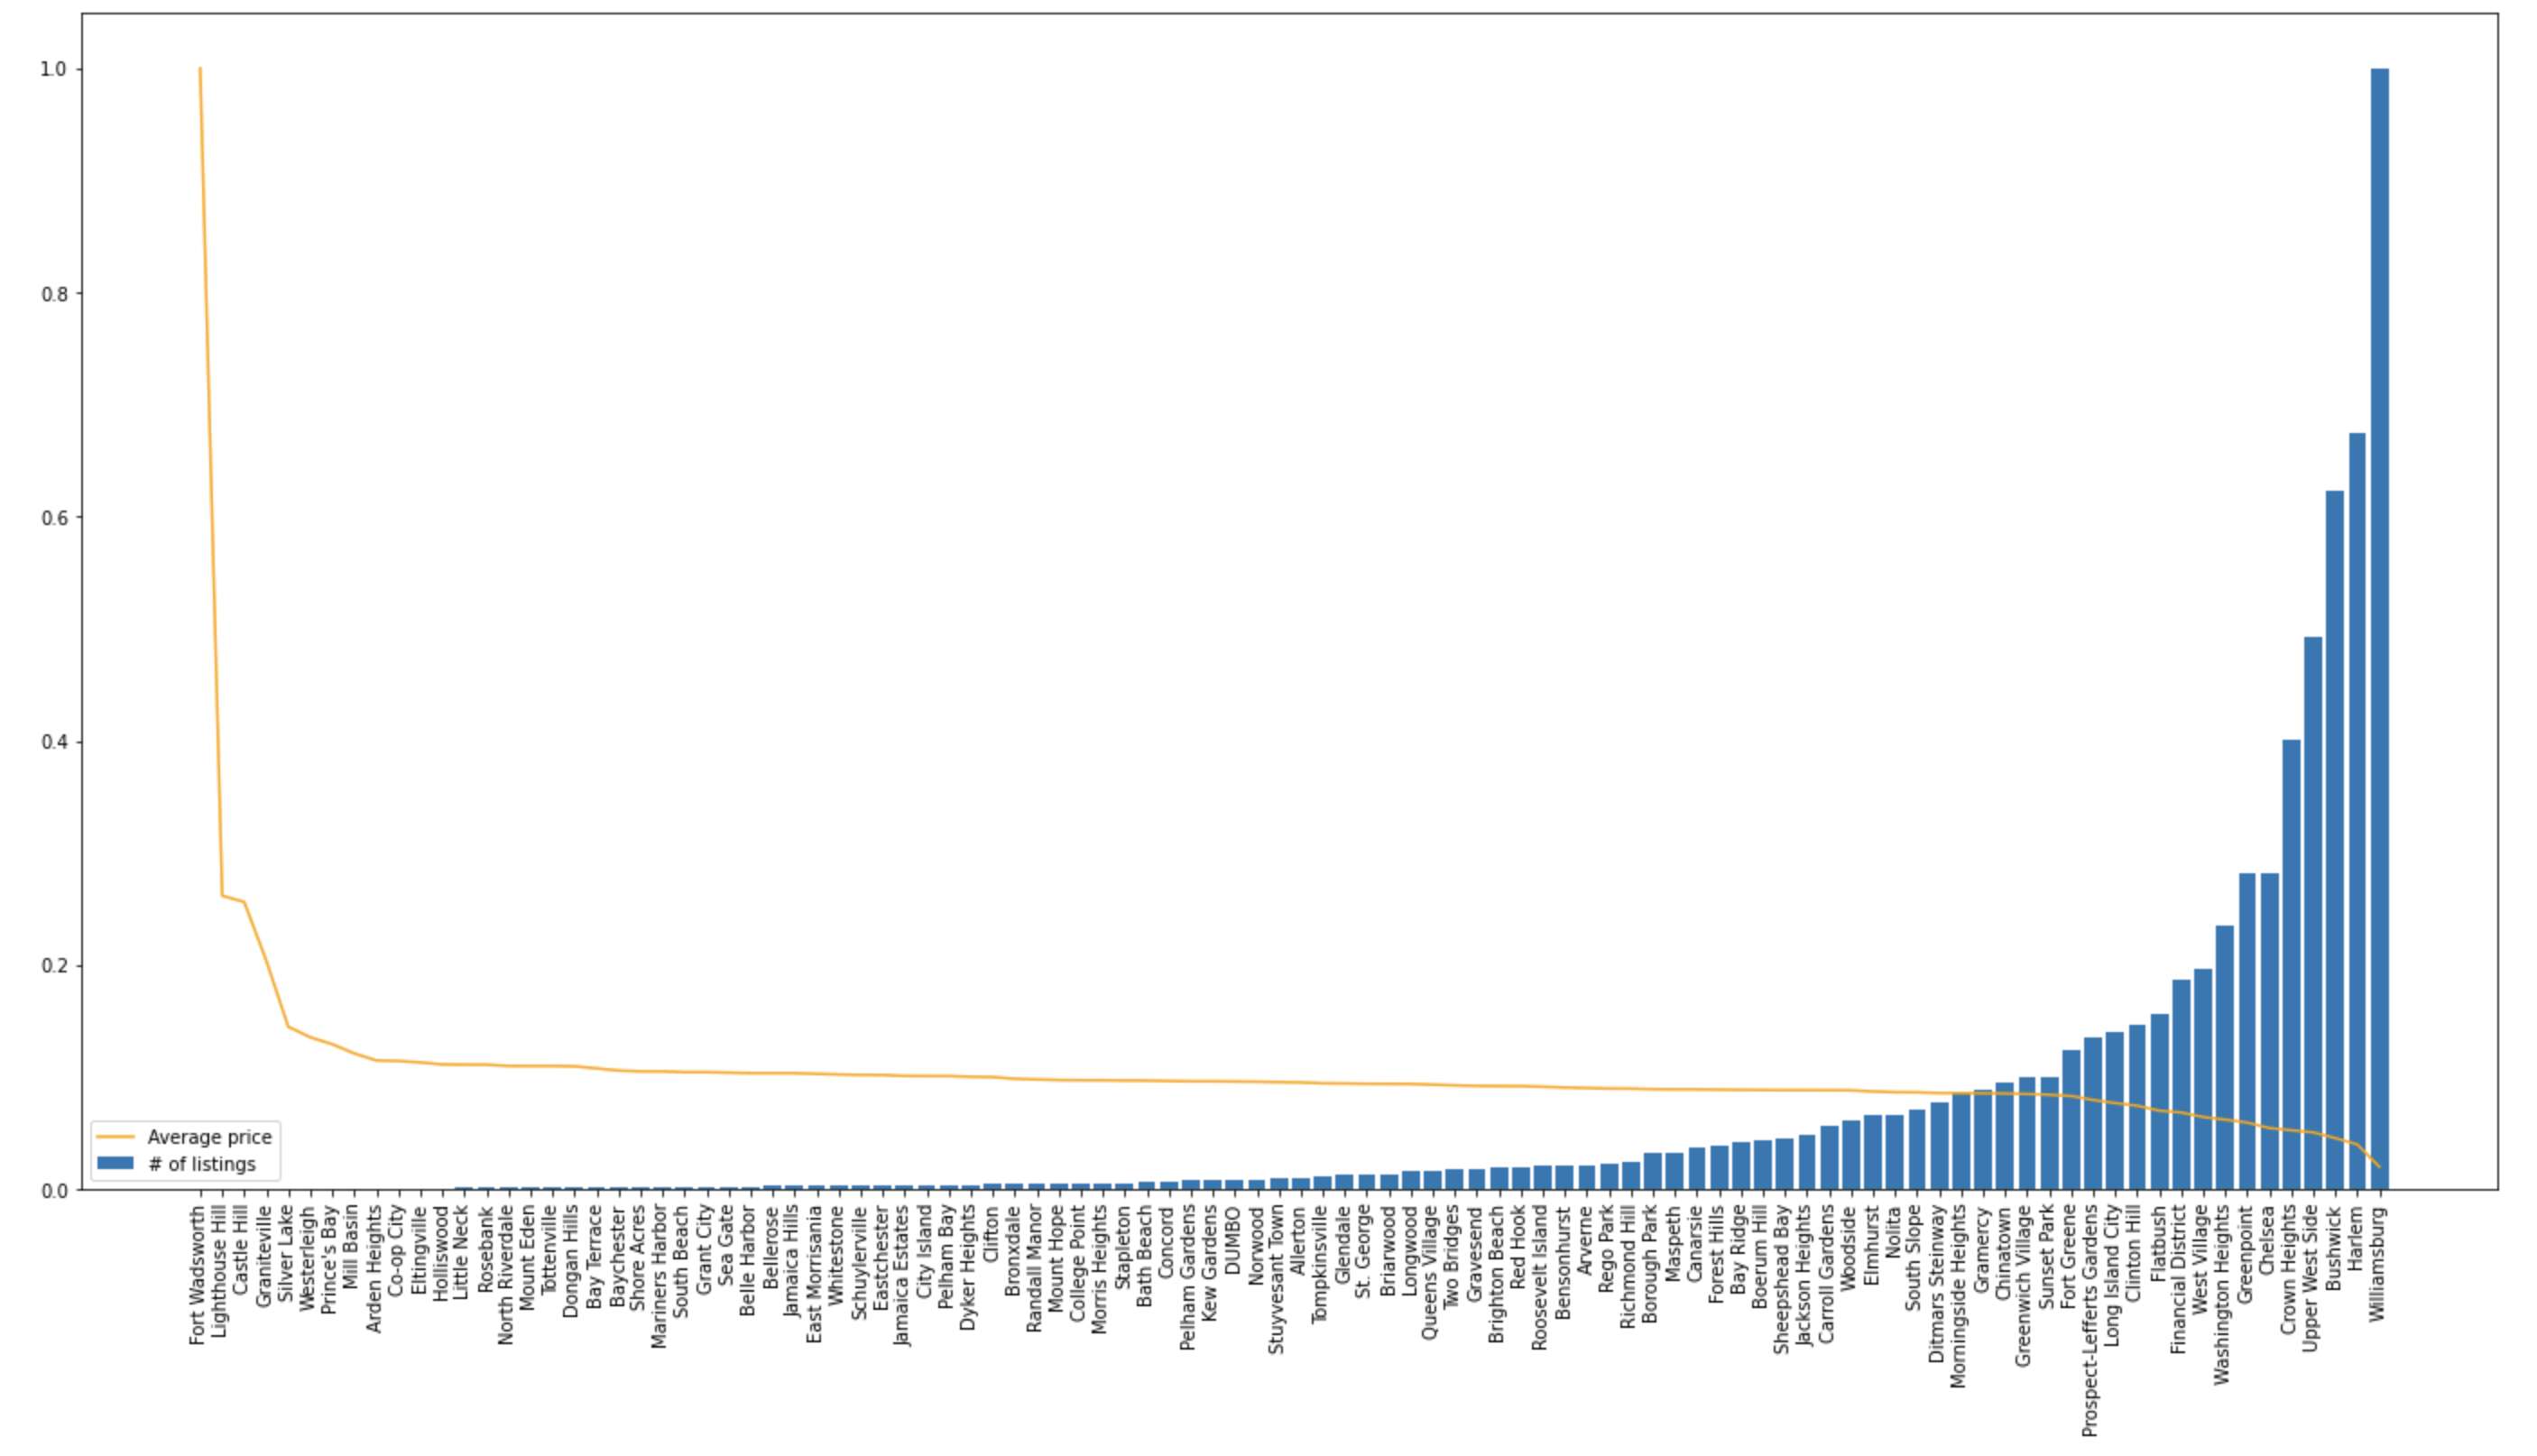 1.0
0.8
0.6
0.4
0.2
0.0
Average price
# of listings
Fort Wadsworth
Lighthouse Hill
Castle Hill
Graniteville
Silver Lake
Westerleigh
Prince's Bay
Mill Basin
Arden Heights
Co-op City
Eltingville
Holliswood
Little Neck
Rosebank
North Riverdale
Mount Eden
Tottenville
Dongan Hills
Bay Terrace
Baychester
Shore Acres
Mariners Harbor
South Beach
Grant City
Sea Gate
Belle Harbor
Bellerose
Jamaica Hills
East Morrisania
Whitestone
Schuylerville
Eastchester
Jamaica Estates
City Island
Pelham Bay
Dyker Heights
Clifton
Bronxdale
Randall Manor
Mount Hope
College Point
Morris Heights
Stapleton
Bath Beach
Concord
Pelham Gardens
Kew Gardens
DUMBO
Norwood
Stuyvesant Town
Allerton
Tompkinsville
Glendale
St. George
Briarwood
Longwood
Queens Village
Two Bridges
Gravesend
Brighton Beach
Red Hook
Roosevelt Island
Bensonhurst
Arverne
Rego Park
Richmond Hill
Borough Park
Maspeth
Canarsie
Forest Hills
Bay Ridge
Boerum Hill
Sheepshead Bay
Jackson Heights
Carroll Gardens
Woodside
Elmhurst
Nolita
South Slope
Ditmars Steinway
Morningside Heights
Gramercy
Chinatown
Greenwich Village
Sunset Park
Fort Greene
Prospect-Lefferts Gardens
Long Island City
Clinton Hill
Flatbush
Financial District
West Village
Washington Heights
Greenpoint
Chelsea
Crown Heights
Upper West Side
Bushwick
Harlem
Williamsburg